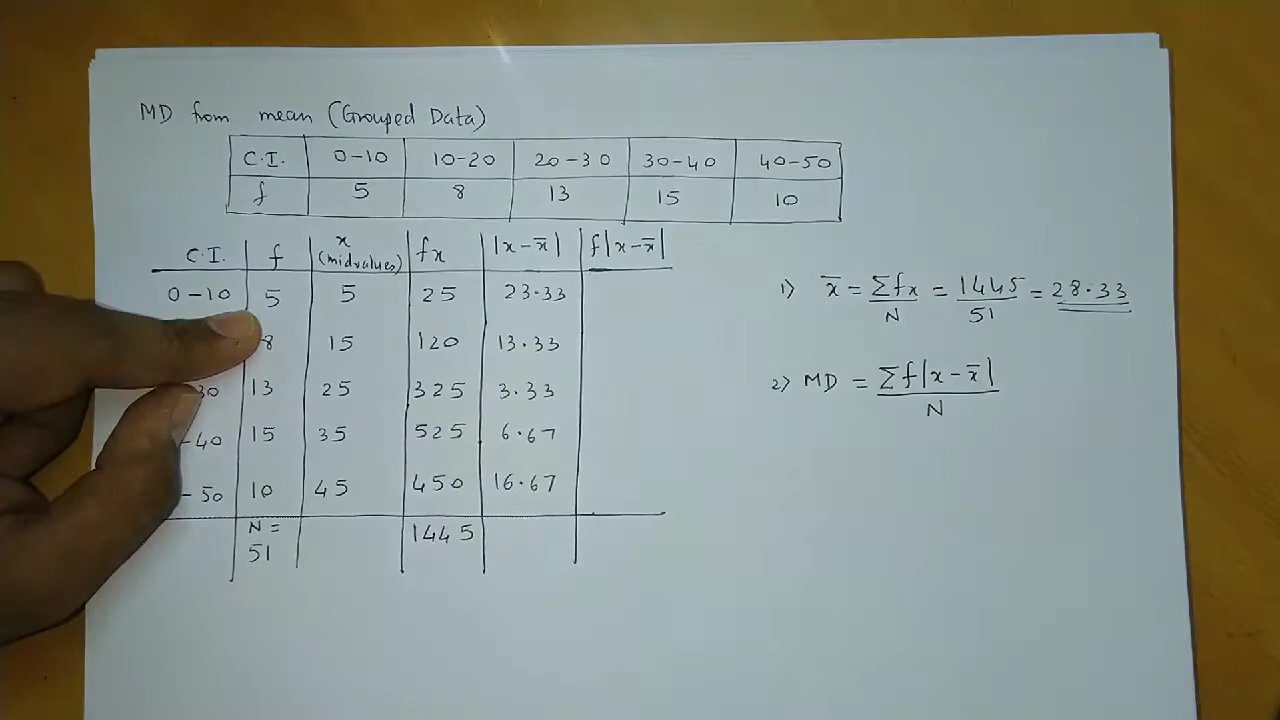 MD from mean (Grouped Data)
C.I. 0-10 10-20 20-30 30-40 40-50
f 5 8 13 15 10
C.I. f x (midvalues) fx |x-x̄| f|x-x̄|
0-10 5 5 25 23.33
8 15 120 13.33
30 13 25 325 3.33
-40 15 35 525 6.67
-50 10 45 450 16.67
N = 51 1445
1) x̄ = Σfx/N = 1445/51 = 28.33
2) MD = Σf|x-x̄|/N